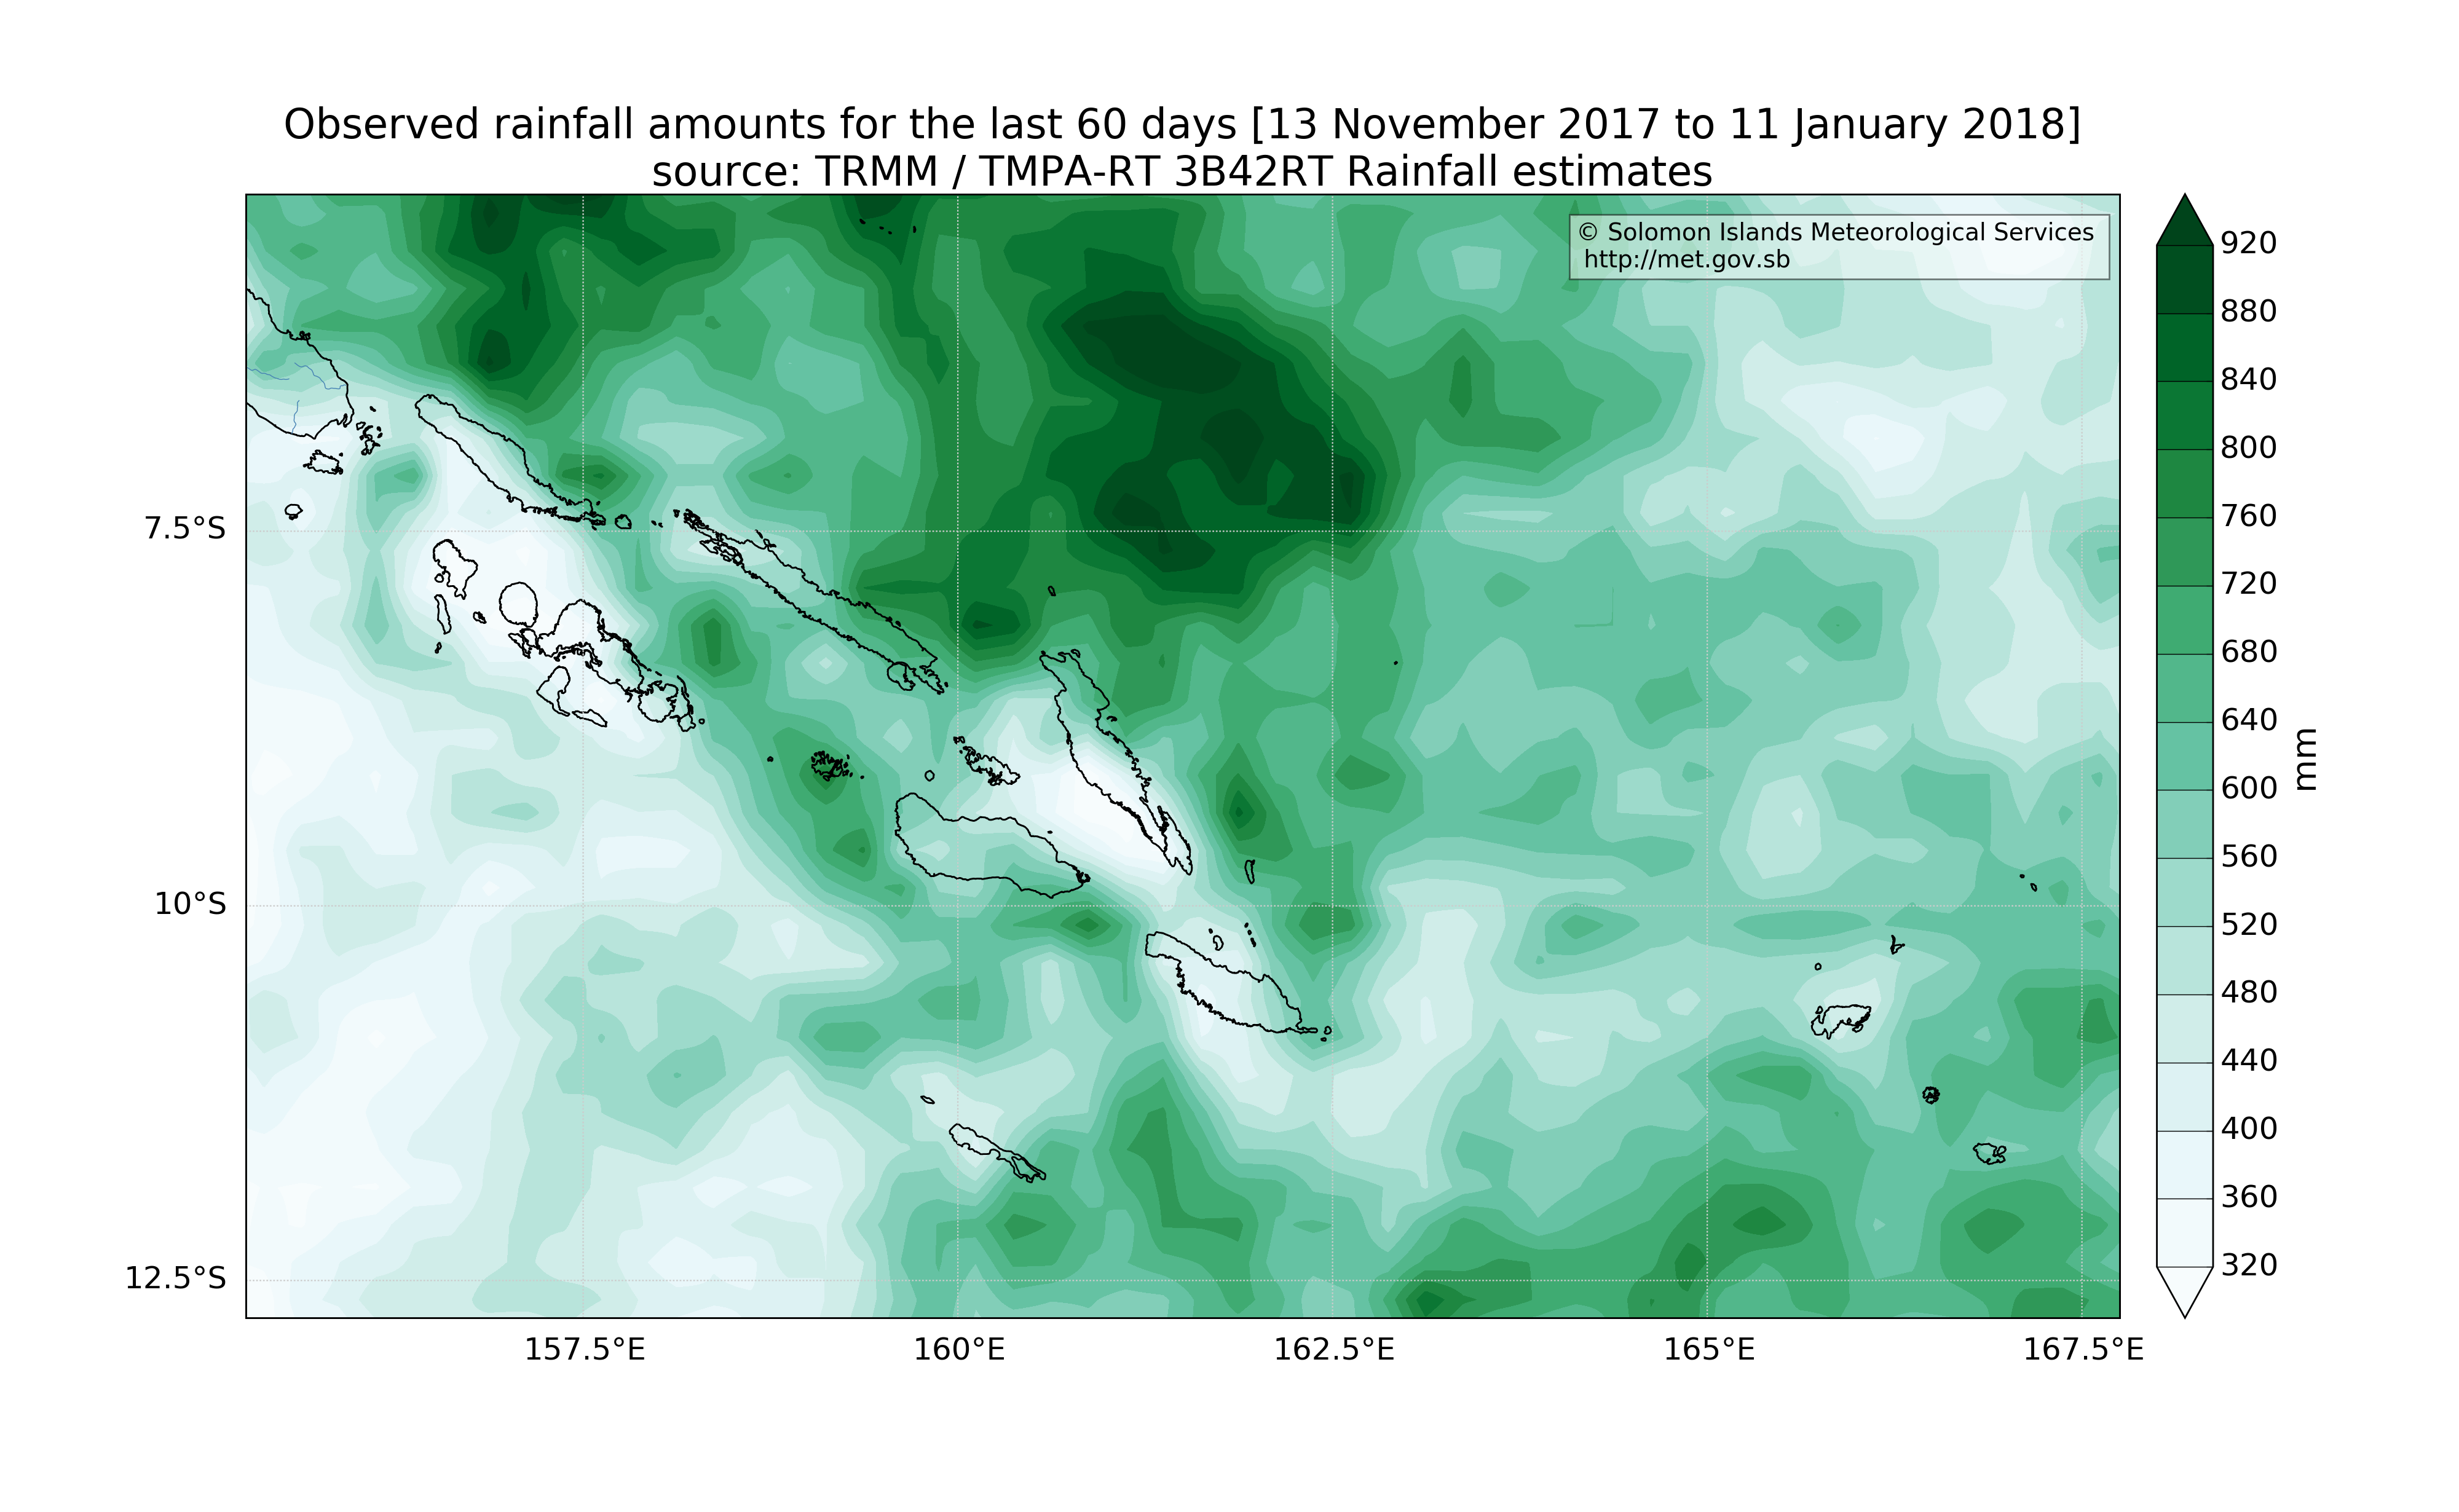 Observed rainfall amounts for the last 60 days [13 November 2017 to 11 January 2018]
source: TRMM / TMPA-RT 3B42RT Rainfall estimates
© Solomon Islands Meteorological Services
http://met.gov.sb
7.5°S
10°S
12.5°S
157.5°E
160°E
162.5°E
165°E
167.5°E
920
880
840
800
760
720
680
640
600
560
520
480
440
400
360
320
mm